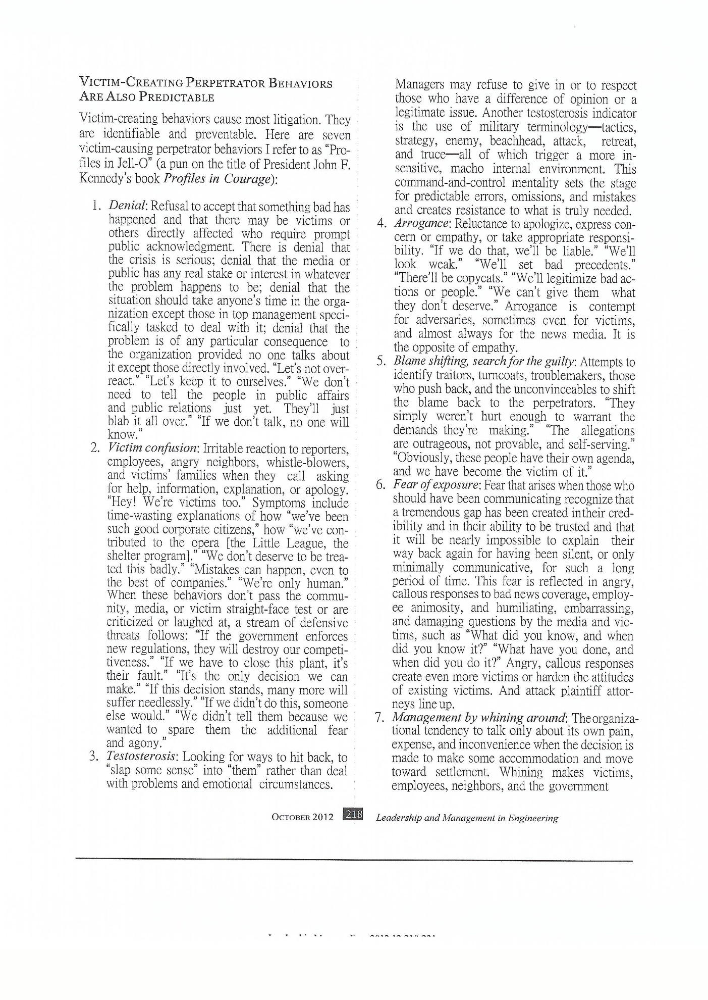 VICTIM-CREATING PERPETRATOR BEHAVIORS
ARE ALSO PREDICTABLE
Victim-creating behaviors cause most litigation. They
are identifiable and preventable. Here are seven
victim-causing perpetrator behaviors I refer to as “Pro-
files in Jell-O” (a pun on the title of President John F.
Kennedy’s book Profiles in Courage):
1. Denial: Refusal to accept that something bad has
happened and that there may be victims or
others directly affected who require prompt
public acknowledgment. There is denial that
the crisis is serious; denial that the media or
public has any real stake or interest in whatever
the problem happens to be; denial that the
situation should take anyone’s time in the orga-
nization except those in top management speci-
fically tasked to deal with it; denial that the
problem is of any particular consequence to
the organization provided no one talks about
it except those directly involved. “Let’s not over-
react.” “Let’s keep it to ourselves.” “We don’t
need to tell the people in public affairs
and public relations just yet. They’ll just
blab it all over.” “If we don’t talk, no one will
know.”
2. Victim confusion: Irritable reaction to reporters,
employees, angry neighbors, whistle-blowers,
and victims’ families when they call asking
for help, information, explanation, or apology.
“Hey! We’re victims too.” Symptoms include
time-wasting explanations of how “we’ve been
such good corporate citizens,” how “we’ve con-
tributed to the opera [the Little League, the
shelter program].” “We don’t deserve to be trea-
ted this badly.” “Mistakes can happen, even to
the best of companies.” “We’re only human.”
When these behaviors don’t pass the commu-
nity, media, or victim straight-face test or are
criticized or laughed at, a stream of defensive
threats follows: “If the government enforces
new regulations, they will destroy our competi-
tiveness.” “If we have to close this plant, it’s
their fault.” “It’s the only decision we can
make.” “If this decision stands, many more will
suffer needlessly.” “If we didn’t do this, someone
else would.” “We didn’t tell them because we
wanted to spare them the additional fear
and agony.”
3. Testosterosis: Looking for ways to hit back, to
“slap some sense” into “them” rather than deal
with problems and emotional circumstances.
Managers may refuse to give in or to respect
those who have a difference of opinion or a
legitimate issue. Another testosterosis indicator
is the use of military terminology—tactics,
strategy, enemy, beachhead, attack, retreat,
and truce—all of which trigger a more in-
sensitive, macho internal environment. This
command-and-control mentality sets the stage
for predictable errors, omissions, and mistakes
and creates resistance to what is truly needed.
4. Arrogance: Reluctance to apologize, express con-
cern or empathy, or take appropriate responsi-
bility. “If we do that, we’ll be liable.” “We’ll
look weak.” “We’ll set bad precedents.”
“There’ll be copycats.” “We’ll legitimize bad ac-
tions or people.” “We can’t give them what
they don’t deserve.” Arrogance is contempt
for adversaries, sometimes even for victims,
and almost always for the news media. It is
the opposite of empathy.
5. Blame shifting, search for the guilty: Attempts to
identify traitors, turncoats, troublemakers, those
who push back, and the unconvinceables to shift
the blame back to the perpetrators. “They
simply weren’t hurt enough to warrant the
demands they’re making.” “The allegations
are outrageous, not provable, and self-serving.”
“Obviously, these people have their own agenda,
and we have become the victim of it.”
6. Fear of exposure: Fear that arises when those who
should have been communicating recognize that
a tremendous gap has been created intheir cred-
ibility and in their ability to be trusted and that
it will be nearly impossible to explain their
way back again for having been silent, or only
minimally communicative, for such a long
period of time. This fear is reflected in angry,
callous responses to bad news coverage, employ-
ee animosity, and humiliating, embarrassing,
and damaging questions by the media and vic-
tims, such as “What did you know, and when
did you know it?” “What have you done, and
when did you do it?” Angry, callous responses
create even more victims or harden the attitudes
of existing victims. And attack plaintiff attor-
neys line up.
7. Management by whining around: The organiza-
tional tendency to talk only about its own pain,
expense, and inconvenience when the decision is
made to make some accommodation and move
toward settlement. Whining makes victims,
employees, neighbors, and the government
OCTOBER 2012 218 Leadership and Management in Engineering